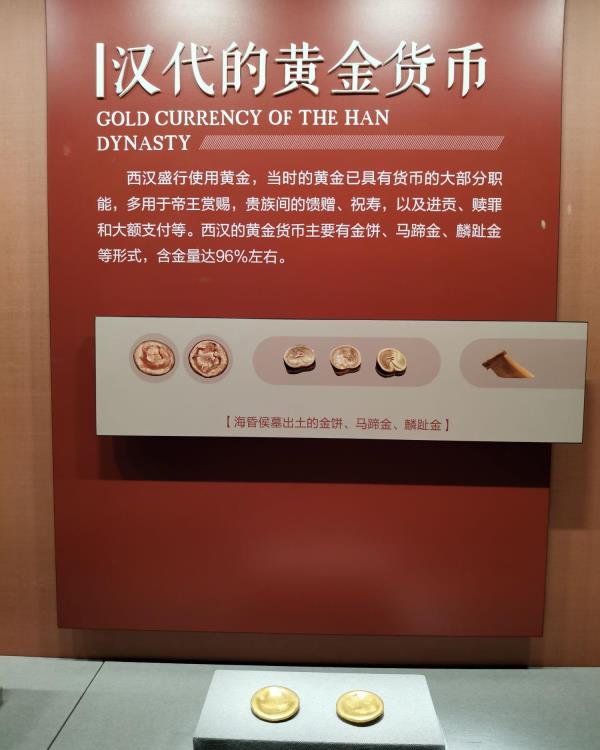 汉代的黄金货币
GOLD CURRENCY OF THE HAN
DYNASTY
西汉盛行使用黄金，当时的黄金已具有货币的大部分职
能，多用于帝王赏赐，贵族间的馈赠、祝寿，以及进贡、赎罪
和大额支付等。西汉的黄金货币主要有金饼、马蹄金、麟趾金
等形式，含金量达96%左右。
【海昏侯墓出土的金饼、马蹄金、麟趾金】